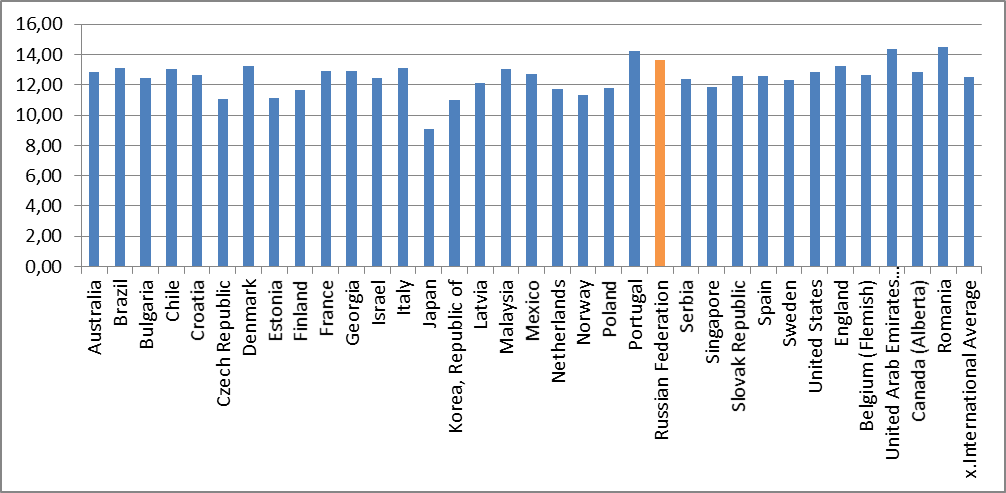 16,00
14,00
12,00
10,00
8,00
6,00
4,00
2,00
0,00
Australia
Brazil
Bulgaria
Chile
Croatia
Czech Republic
Denmark
Estonia
Finland
France
Georgia
Israel
Italy
Japan
Korea, Republic of
Latvia
Malaysia
Mexico
Netherlands
Norway
Poland
Portugal
Russian Federation
Serbia
Singapore
Slovak Republic
Spain
Sweden
United States
England
Belgium (Flemish)
United Arab Emirates...
Canada (Alberta)
Romania
x.International Average